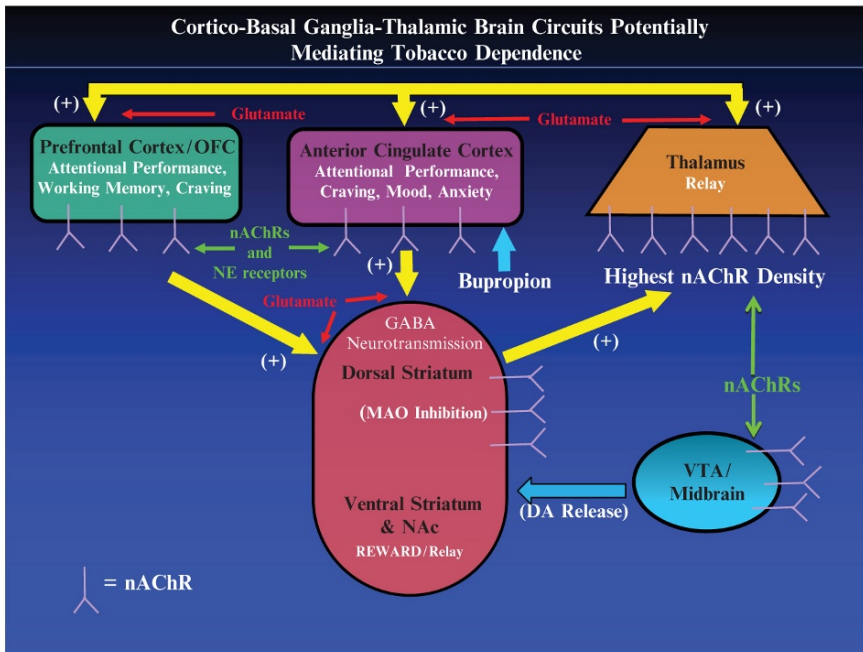 Cortico-Basal Ganglia-Thalamic Brain Circuits Potentially
Mediating Tobacco Dependence
(+)
Glutamate
(+)
Glutamate
(+)
Prefrontal Cortex/OFC
Attentional Performance,
Working Memory, Craving
Anterior Cingulate Cortex
Attentional Performance,
Craving, Mood, Anxiety
Thalamus
Relay
nAChRs
and
NE receptors
(+)
Bupropion
Highest nAChR Density
Glutamate
(+)
GABA
Neurotransmission
(+)
Dorsal Striatum
(MAO Inhibition)
nAChRs
VTA/
Midbrain
(DA Release)
Ventral Striatum
& NAc
REWARD/Relay
= nAChR